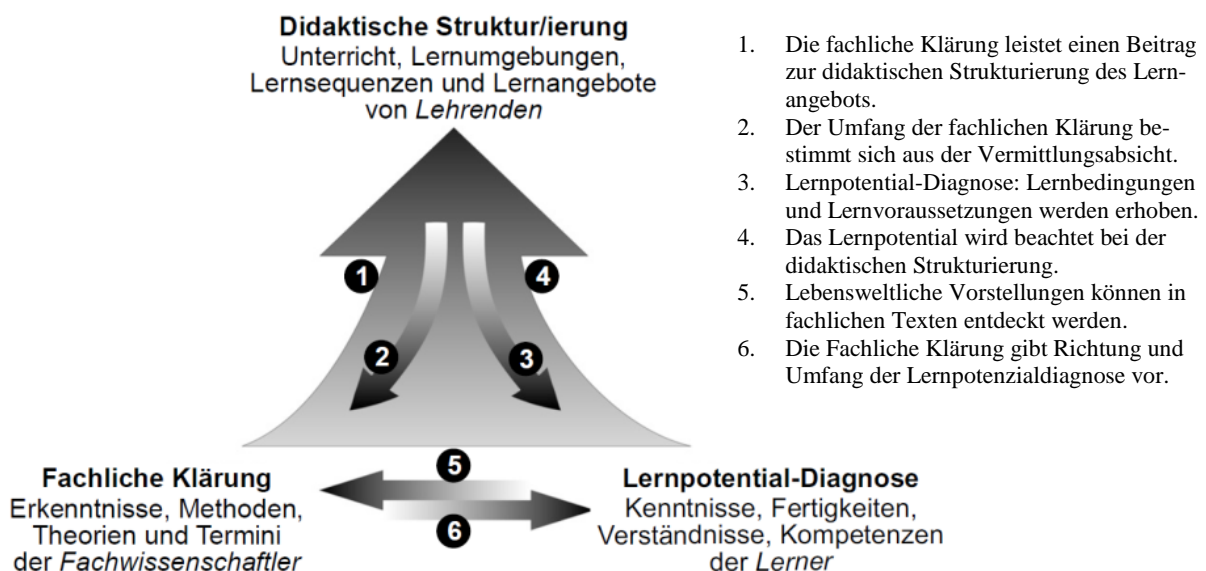 Didaktische Struktur/ierung
Unterricht, Lernumgebungen,
Lernsequenzen und Lernangebote
von Lehrenden
1. Die fachliche Klärung leistet einen Beitrag
zur didaktischen Strukturierung des Lern-
angebots.
2. Der Umfang der fachlichen Klärung be-
stimmt sich aus der Vermittlungsabsicht.
3. Lernpotential-Diagnose: Lernbedingungen
und Lernvoraussetzungen werden erhoben.
4. Das Lernpotential wird beachtet bei der
didaktischen Strukturierung.
5. Lebensweltliche Vorstellungen können in
fachlichen Texten entdeckt werden.
6. Die Fachliche Klärung gibt Richtung und
Umfang der Lernpotenzialdiagnose vor.
1
4
2
3
5
6
Fachliche Klärung
Erkenntnisse, Methoden,
Theorien und Termini
der Fachwissenschaftler
Lernpotential-Diagnose
Kenntnisse, Fertigkeiten,
Verständnisse, Kompetenzen
der Lerner